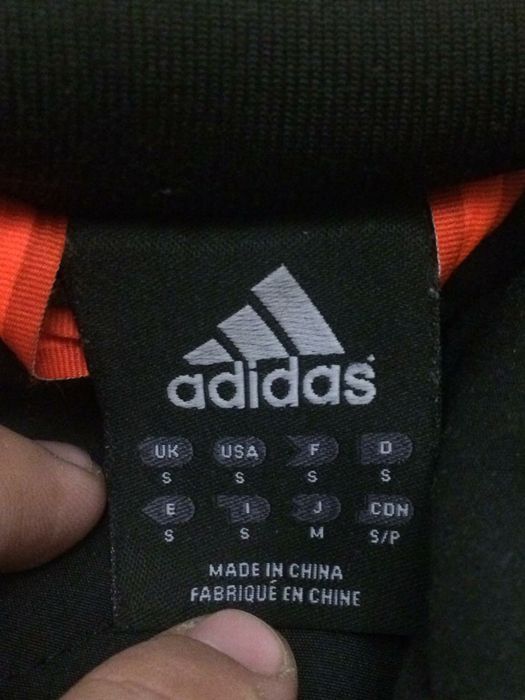 adidas
UK USA F D
S S S S
E I J CDN
S S M S/P
MADE IN CHINA
FABRIQUÉ EN CHINE